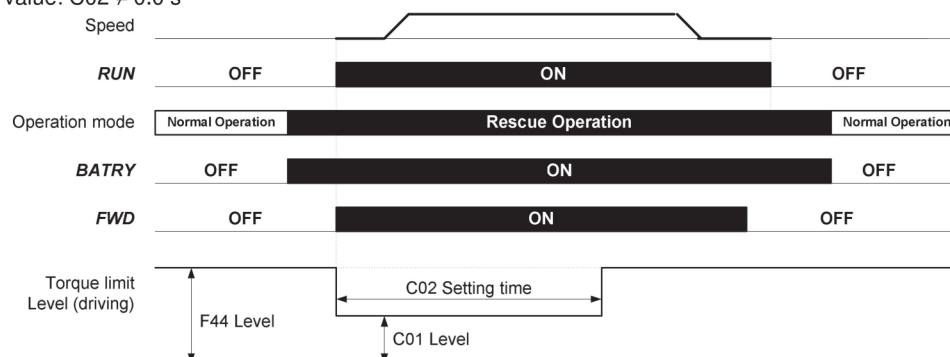 value: C02 ≠ 0.0 s
Speed
RUN OFF ON OFF
Operation mode Normal Operation Rescue Operation Normal Operation
BATRY OFF ON OFF
FWD OFF ON OFF
Torque limit
Level (driving)
C02 Setting time
F44 Level
C01 Level